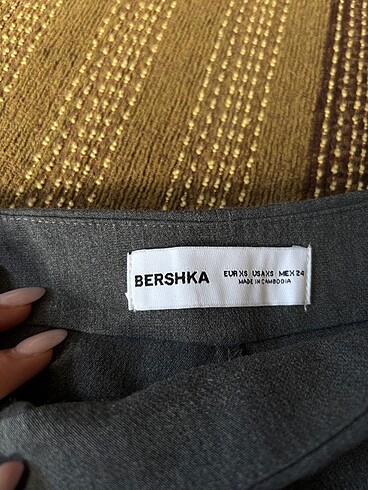 BERSHKA
EUR XS USA XS MEX 24
MADE IN CAMBODIA